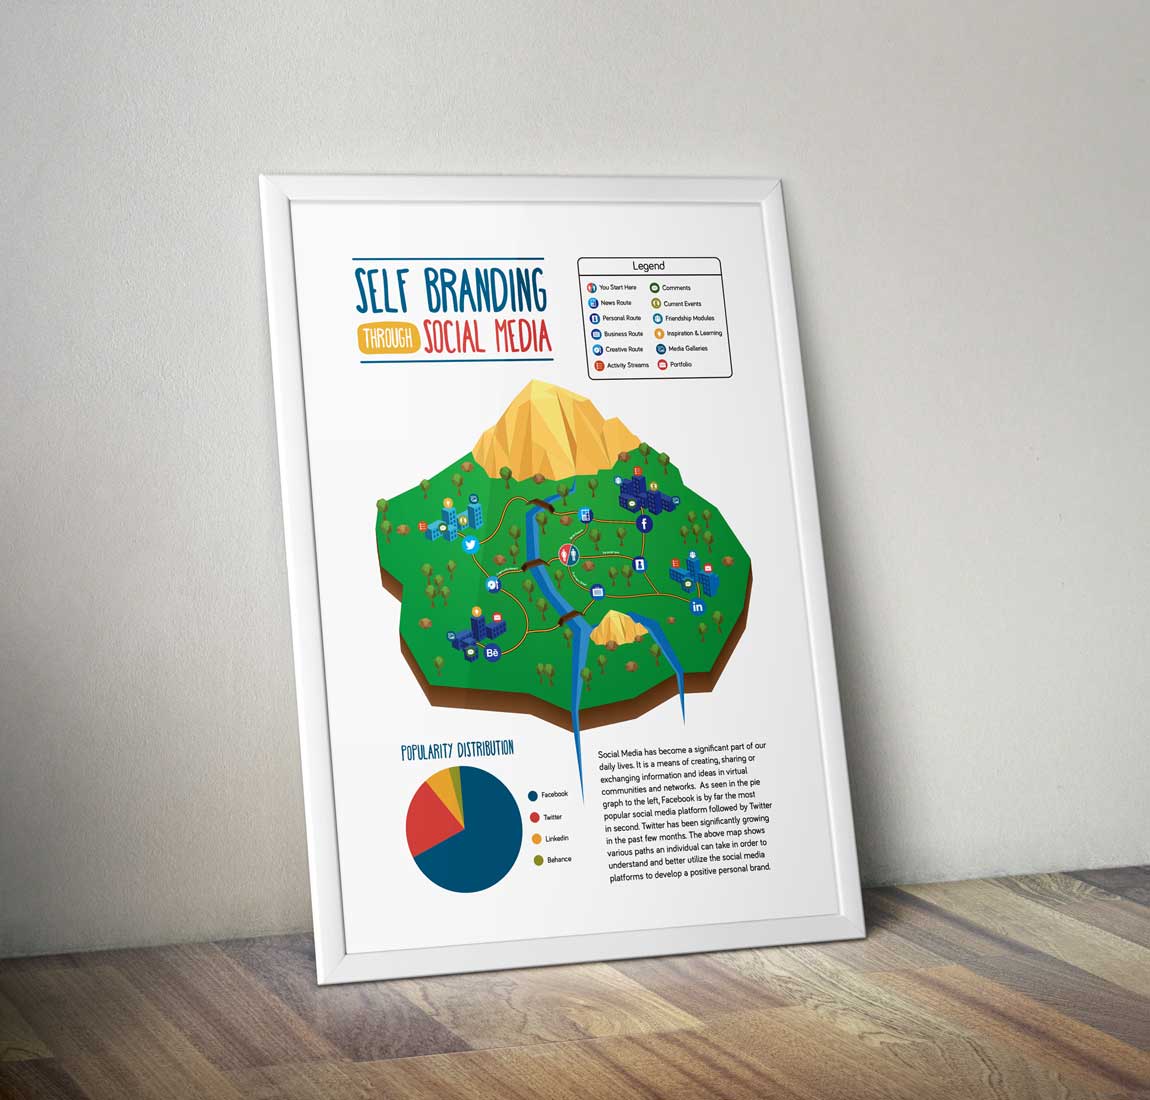 SELF BRANDING
THROUGH SOCIAL MEDIA
Legend
You Start Here
News Route
Personal Route
Business Route
Creative Route
Activity Streams
Comments
Current Events
Friendship Modules
Inspiration & Learning
Media Galleries
Portfolio
f
in
Bē
POPULARITY DISTRIBUTION
Facebook
Twitter
Linkedin
Behance
Social Media has become a significant part of our
daily lives. It is a means of creating, sharing or
exchanging information and ideas in virtual
communities and networks. As seen in the pie
graph to the left, Facebook is by far the most
popular social media platform followed by Twitter
in second. Twitter has been significantly growing
in the past few months. The above map shows
various paths an individual can take in order to
understand and better utilize the social media
platforms to develop a positive personal brand.